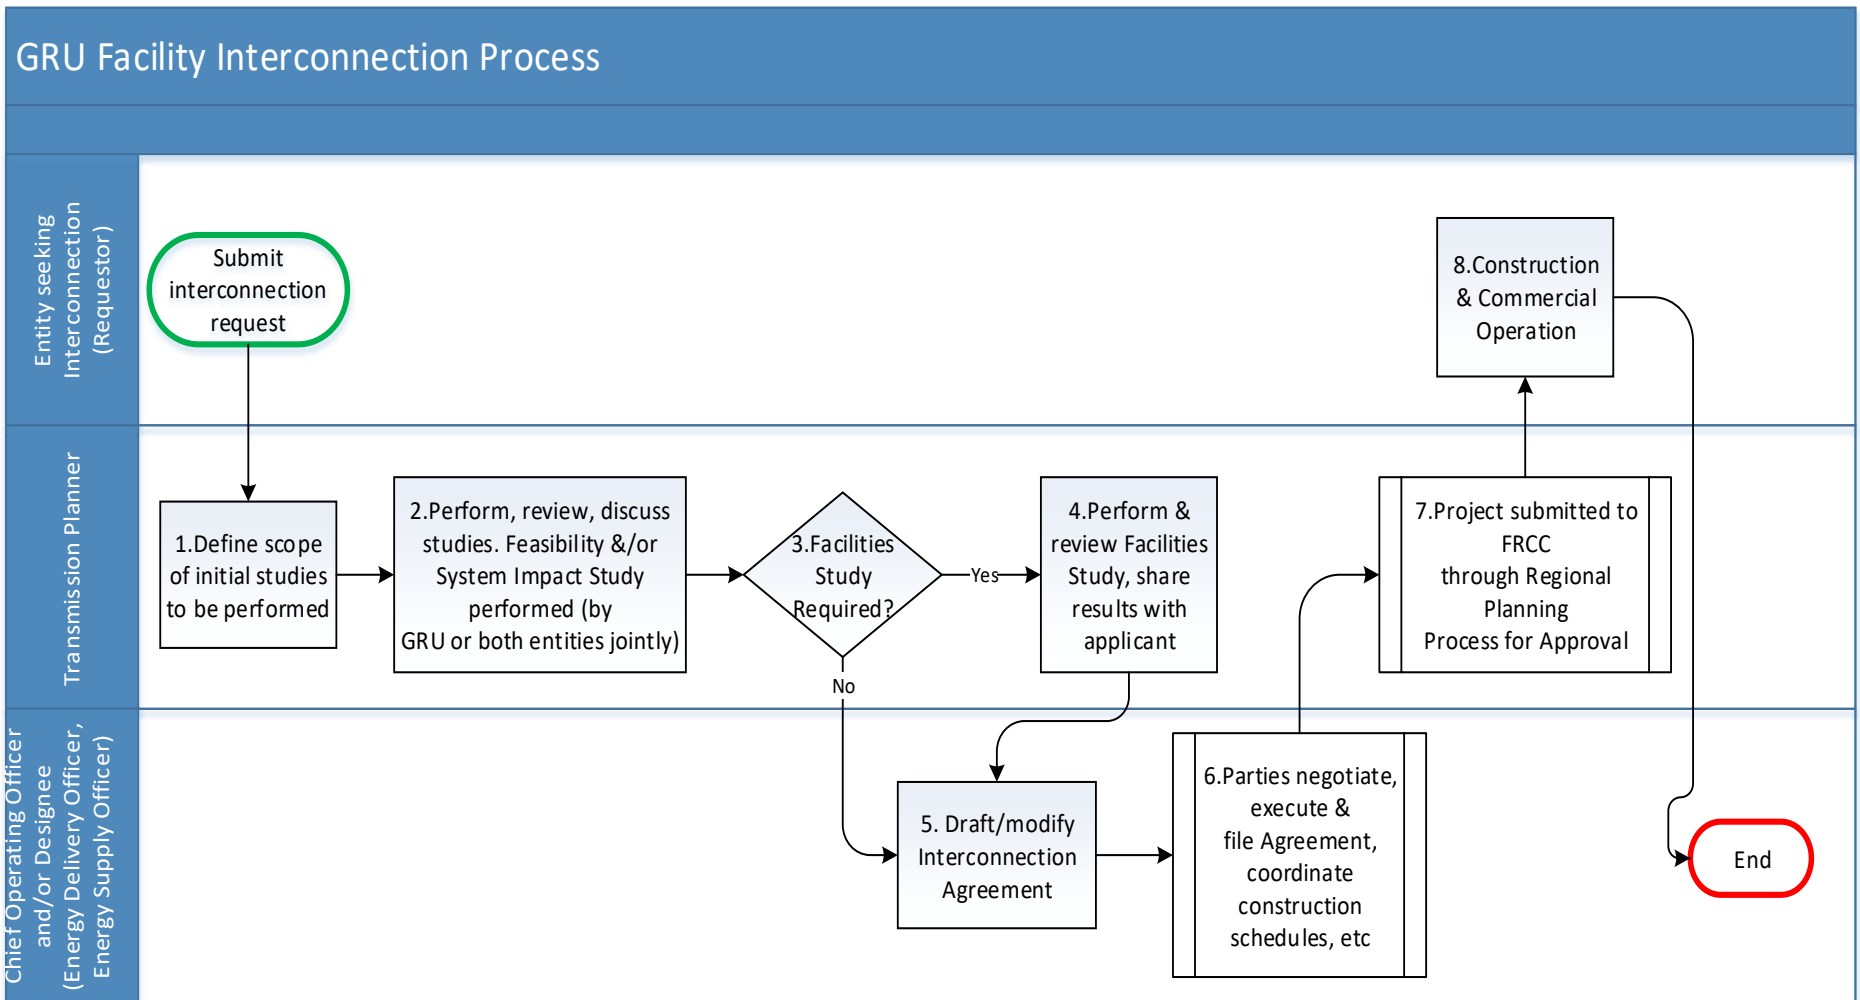 GRU Facility Interconnection Process
Entity seeking
Interconnection
(Requestor)
Submit
interconnection
request
8.Construction
& Commercial
Operation
Transmission Planner
1.Define scope
of initial studies
to be performed
2.Perform, review, discuss
studies. Feasibility &/or
System Impact Study
performed (by
GRU or both entities jointly)
3.Facilities
Study
Required?
Yes
No
4.Perform &
review Facilities
Study, share
results with
applicant
7.Project submitted to
FRCC
through Regional
Planning
Process for Approval
Chief Operating Officer
and/or Designee
(Energy Delivery Officer,
Energy Supply Officer)
5. Draft/modify
Interconnection
Agreement
6.Parties negotiate,
execute &
file Agreement,
coordinate
construction
schedules, etc
End